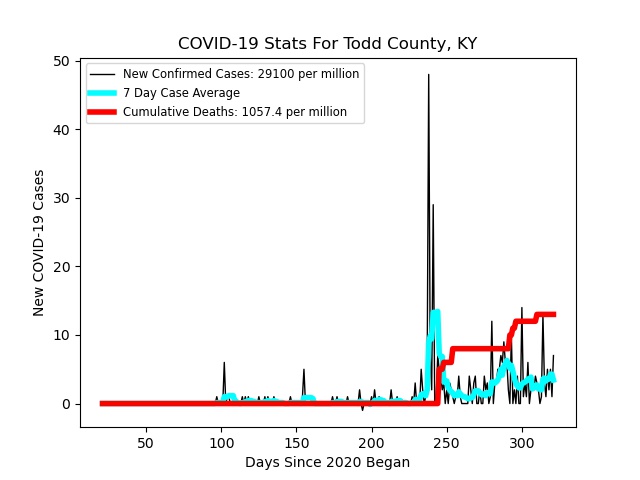 COVID-19 Stats For Todd County, KY
New Confirmed Cases: 29100 per million
7 Day Case Average
Cumulative Deaths: 1057.4 per million
New COVID-19 Cases
50
40
30
20
10
0
50 100 150 200 250 300
Days Since 2020 Began